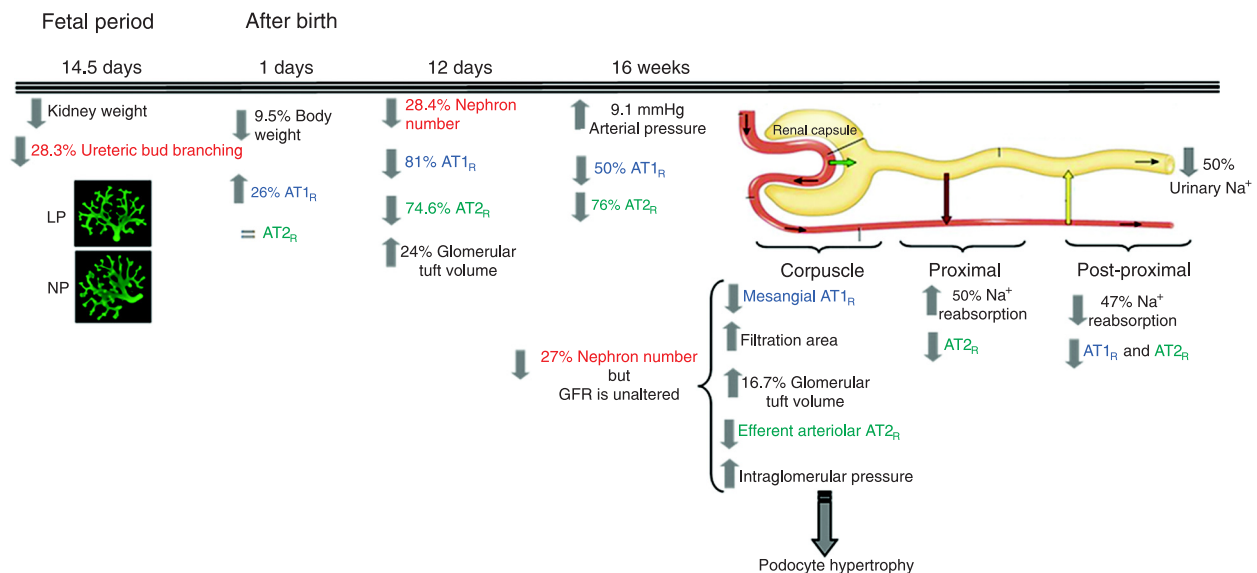 Fetal period
After birth
14.5 days
1 days
12 days
16 weeks
Kidney weight
28.3% Ureteric bud branching
LP
NP
9.5% Body
weight
26% AT1R
= AT2R
28.4% Nephron
number
81% AT1R
74.6% AT2R
24% Glomerular
tuft volume
9.1 mmHg
Arterial pressure
50% AT1R
76% AT2R
Renal capsule
50%
Urinary Na+
Corpuscle
Proximal
Post-proximal
27% Nephron number
but
GFR is unaltered
Mesangial AT1R
Filtration area
16.7% Glomerular
tuft volume
Efferent arteriolar AT2R
Intraglomerular pressure
Podocyte hypertrophy
50% Na+
reabsorption
AT2R
47% Na+
reabsorption
AT1R and AT2R